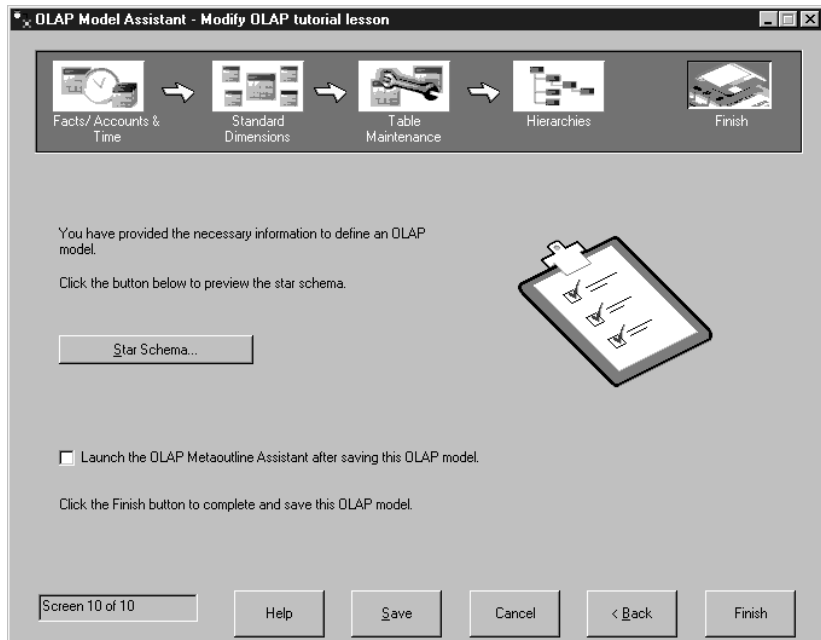 OLAP Model Assistant - Modify OLAP tutorial lesson
Facts/Accounts &
Time
Standard
Dimensions
Table
Maintenance
Hierarchies
Finish
You have provided the necessary information to define an OLAP
model.
Click the button below to preview the star schema.
Star Schema...
Launch the OLAP Metaoutline Assistant after saving this OLAP model.
Click the Finish button to complete and save this OLAP model.
Screen 10 of 10
Help
Save
Cancel
< Back
Finish